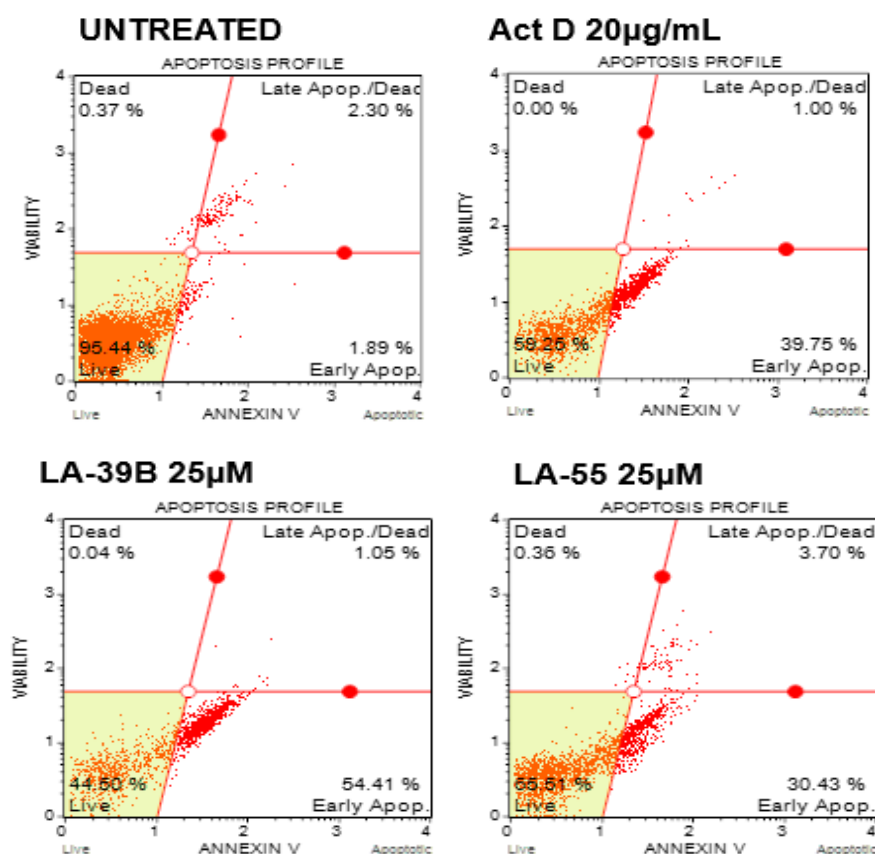 UNTREATED
APOPTOSIS PROFILE
Dead
0.37 %
Late Apop./Dead
2.30 %
4
3
2
1
0
VIABILITY
95.44 %
Live
1.89 %
Early Apop.
0 1 2 3 4
Live ANNEXIN V Apoptotic
Act D 20µg/mL
APOPTOSIS PROFILE
Dead
0.00 %
Late Apop./Dead
1.00 %
4
3
2
1
0
VIABILITY
59.25 %
Live
39.75 %
Early Apop.
0 1 2 3 4
Live ANNEXIN V Apoptotic
LA-39B 25µM
APOPTOSIS PROFILE
Dead
0.04 %
Late Apop./Dead
1.05 %
4
3
2
1
0
VIABILITY
44.50 %
Live
54.41 %
Early Apop.
0 1 2 3 4
Live ANNEXIN V Apoptotic
LA-55 25µM
APOPTOSIS PROFILE
Dead
0.36 %
Late Apop./Dead
3.70 %
4
3
2
1
0
VIABILITY
65.51 %
Live
30.43 %
Early Apop.
0 1 2 3 4
Live ANNEXIN V Apoptotic